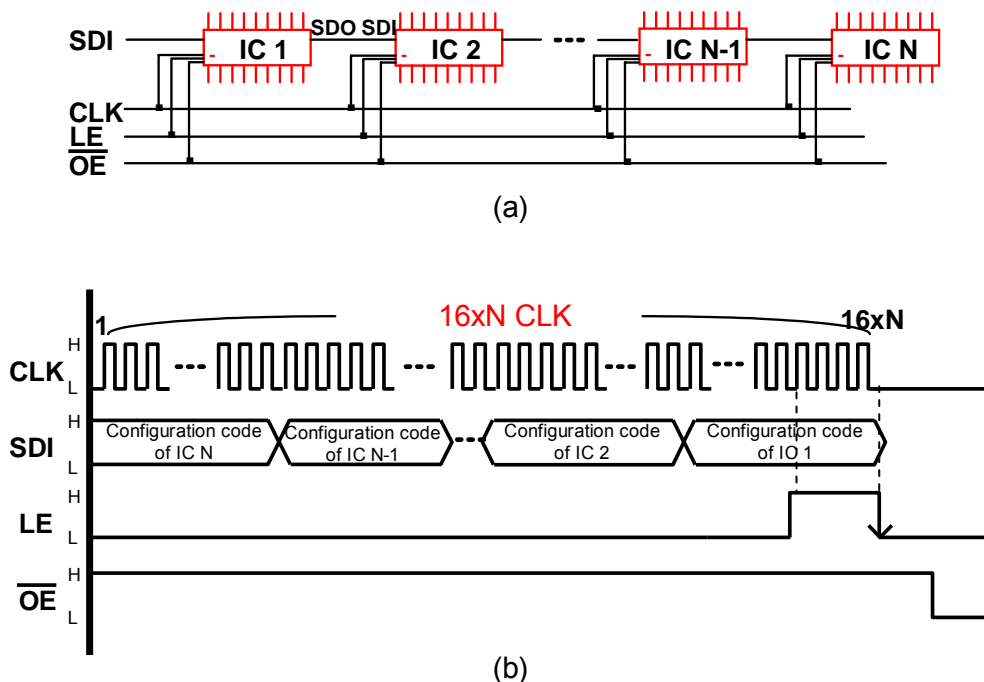 SDI
IC 1
SDO SDI
IC 2
IC N-1
IC N
CLK
LE
OE
(a)
1
16xN CLK
16xN
H
CLK
L
H
SDI
L
Configuration code
of IC N
Configuration code
of IC N-1
Configuration code
of IC 2
Configuration code
of IC 1
H
LE
L
H
OE
L
(b)